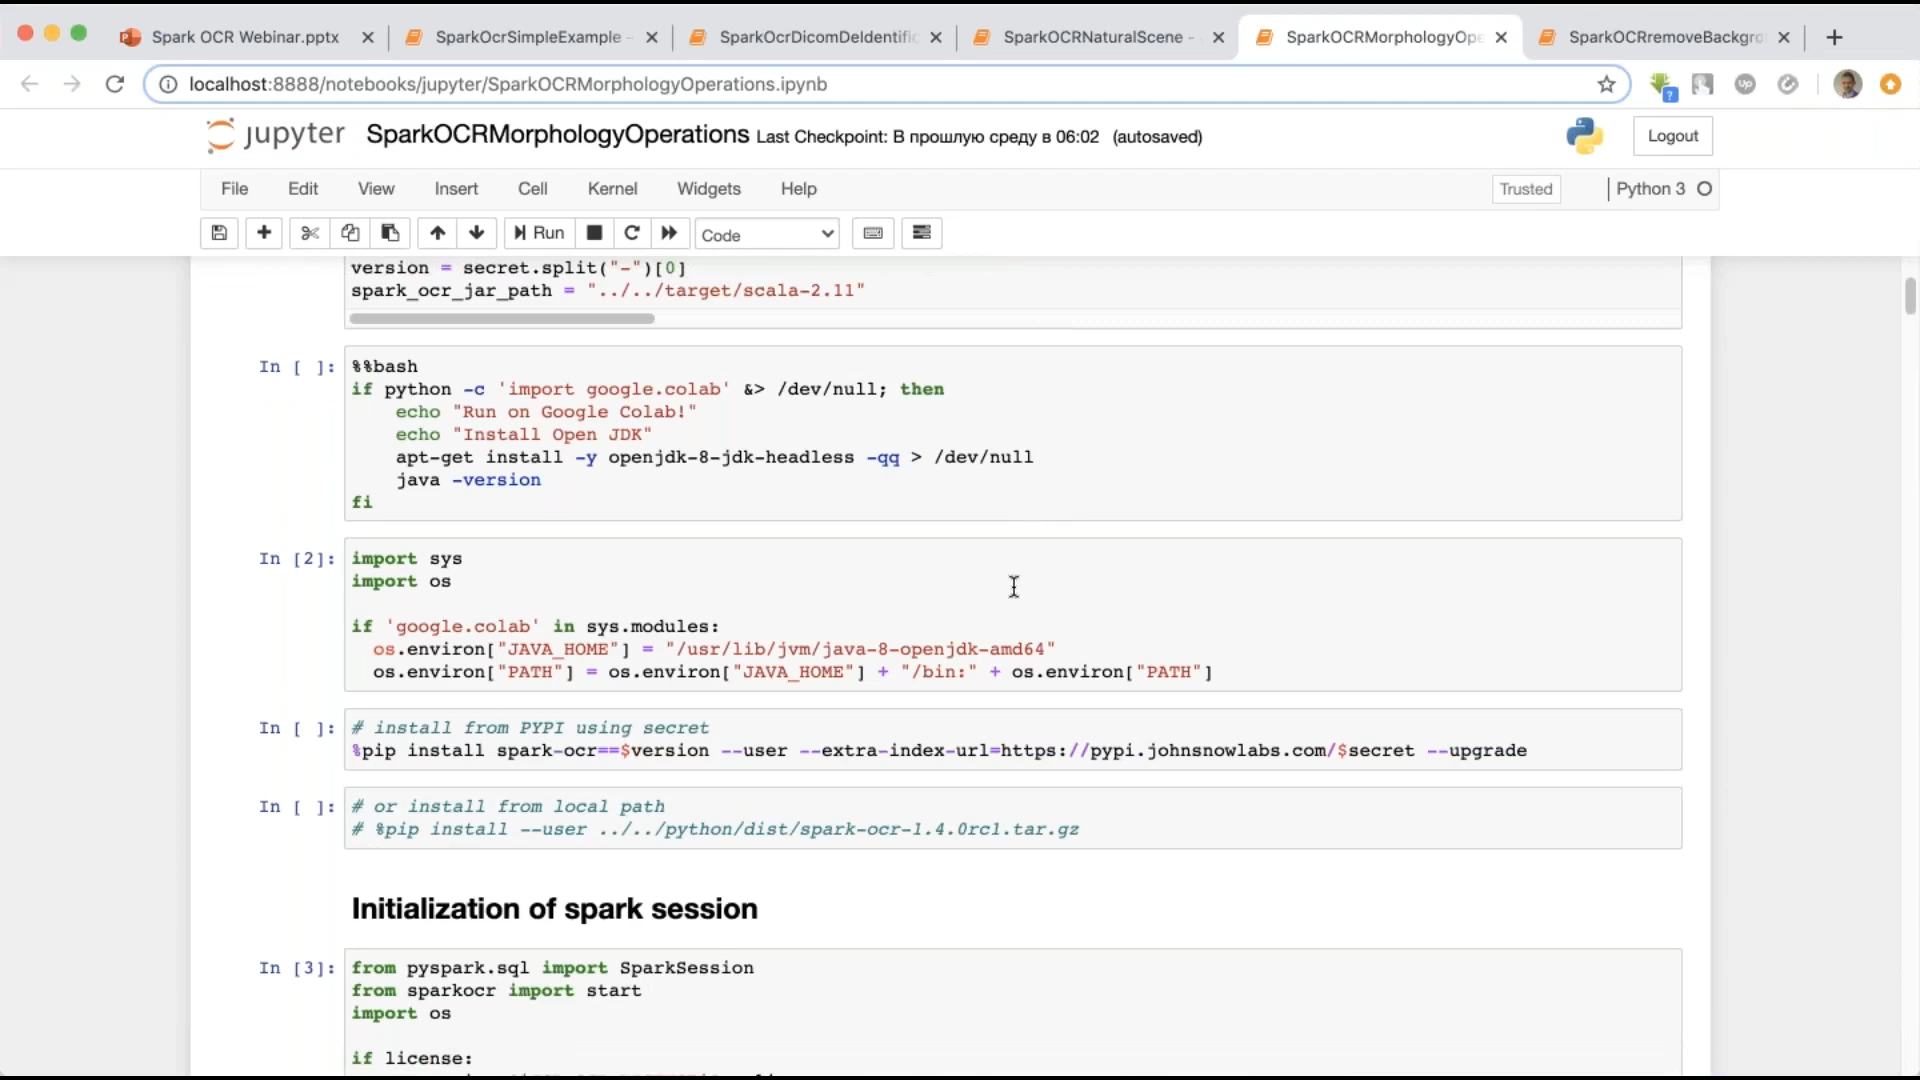 Spark OCR Webinar.pptx
SparkOcrSimpleExample -
SparkOcrDicomDeIdentific
SparkOCRNaturalScene -
SparkOCRMorphologyOpe
SparkOCRremoveBackgro
localhost:8888/notebooks/jupyter/SparkOCRMorphologyOperations.ipynb
?
Up
jupyter SparkOCRMorphologyOperations Last Checkpoint: В прошлую среду в 06:02 (autosaved)
Logout
File Edit View Insert Cell Kernel Widgets Help
Trusted
Python 3
Run
Code
version = secret.split("-")[0]
spark_ocr_jar_path = "../../target/scala-2.11"
In [ ]: %%bash
if python -c 'import google.colab' &> /dev/null; then
echo "Run on Google Colab!"
echo "Install Open JDK"
apt-get install -y openjdk-8-jdk-headless -qq > /dev/null
java -version
fi
In [2]: import sys
import os
if 'google.colab' in sys.modules:
os.environ["JAVA_HOME"] = "/usr/lib/jvm/java-8-openjdk-amd64"
os.environ["PATH"] = os.environ["JAVA_HOME"] + "/bin:" + os.environ["PATH"]
In [ ]: # install from PYPI using secret
%pip install spark-ocr==$version --user --extra-index-url=https://pypi.johnsnowlabs.com/$secret --upgrade
In [ ]: # or install from local path
# %pip install --user ../../python/dist/spark-ocr-1.4.0rc1.tar.gz
Initialization of spark session
In [3]: from pyspark.sql import SparkSession
from sparkocr import start
import os
if license: